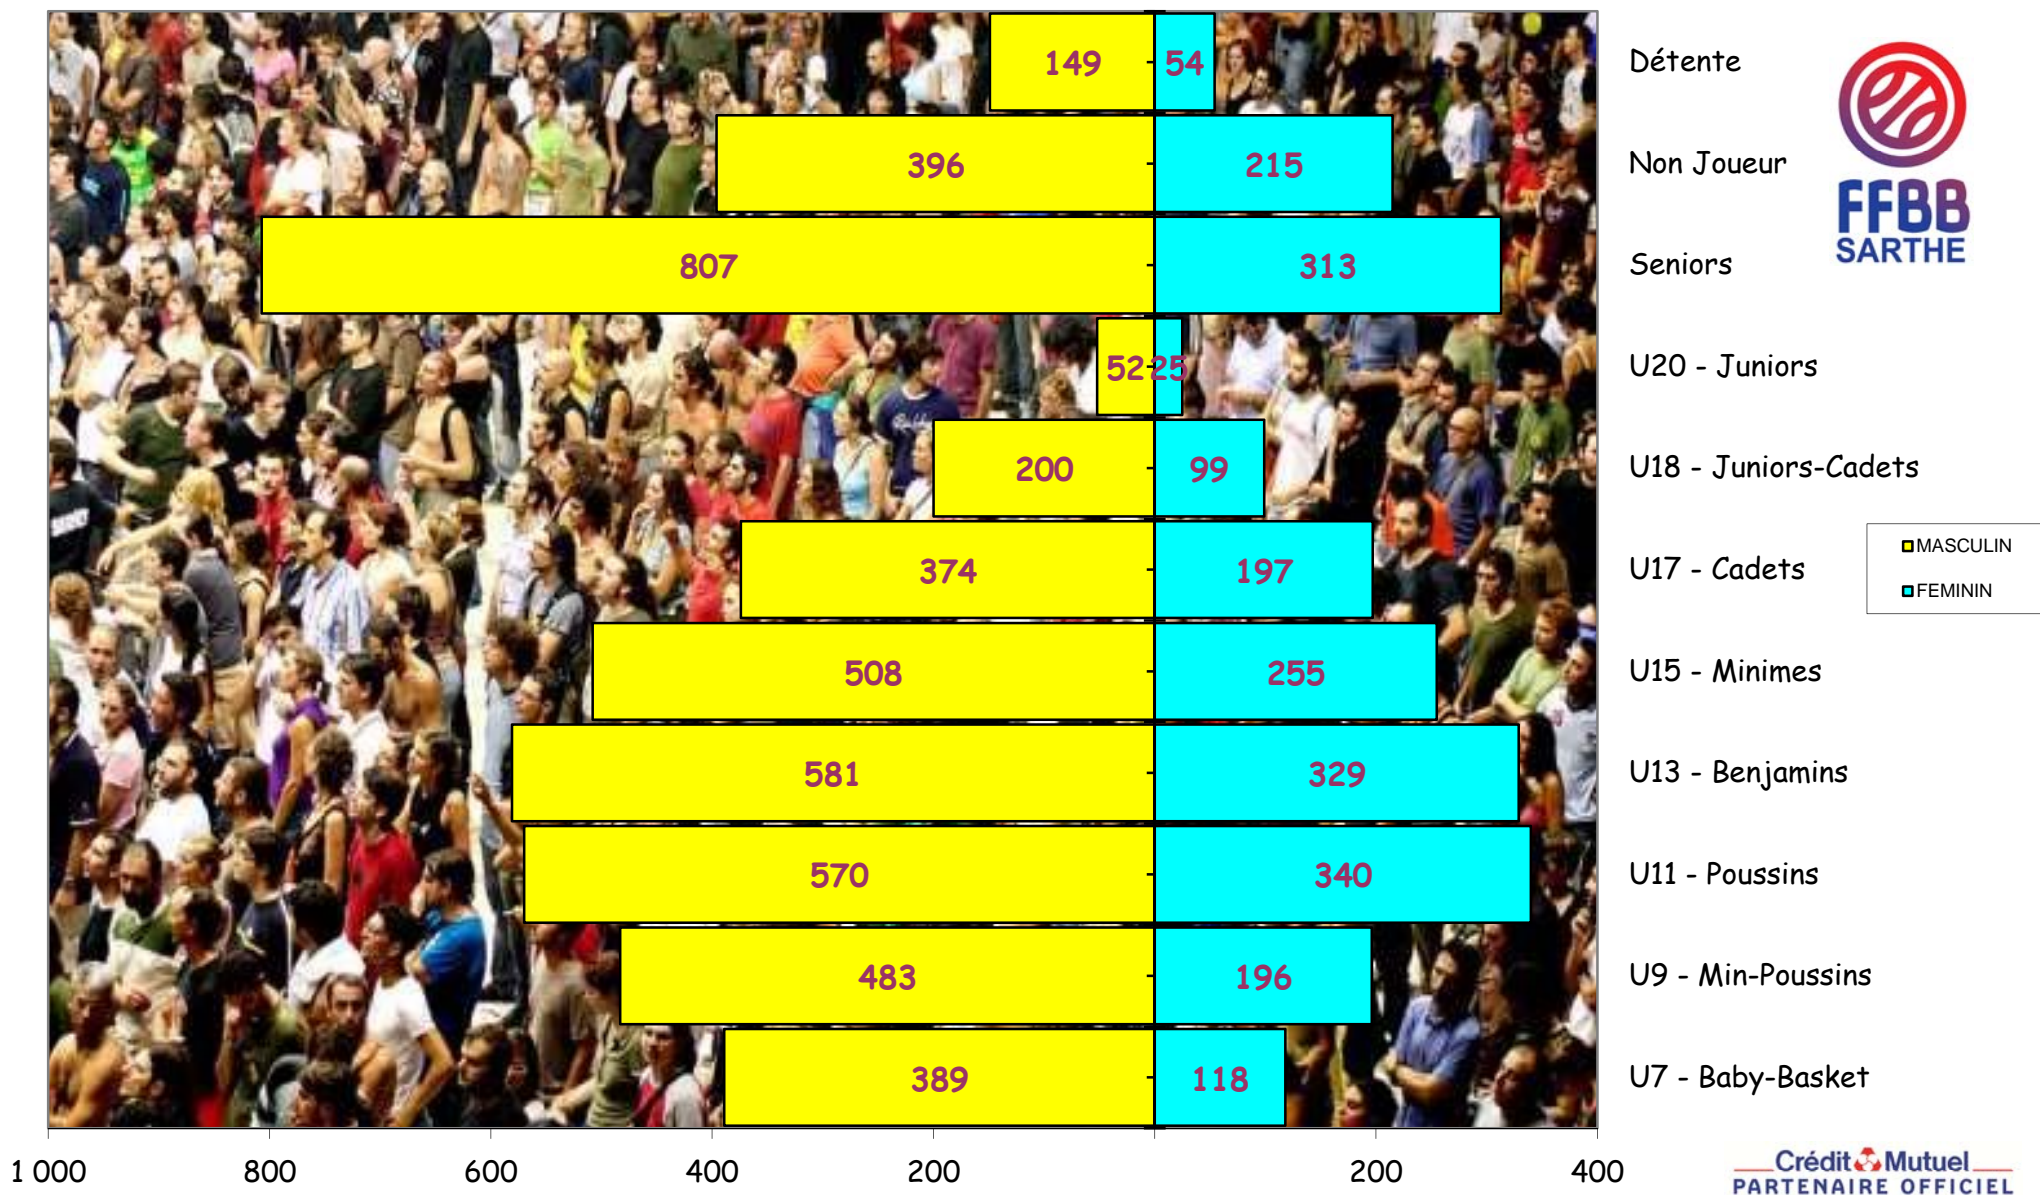 149 54 Détente
396 215 Non Joueur
FFBB
SARTHE
807 313 Seniors
52 25 U20 - Juniors
200 99 U18 - Juniors-Cadets
374 197 U17 - Cadets
MASCULIN
FEMININ
508 255 U15 - Minimes
581 329 U13 - Benjamins
570 340 U11 - Poussins
483 196 U9 - Min-Poussins
389 118 U7 - Baby-Basket
1 000 800 600 400 200 200 400
Crédit Mutuel
PARTENAIRE OFFICIEL